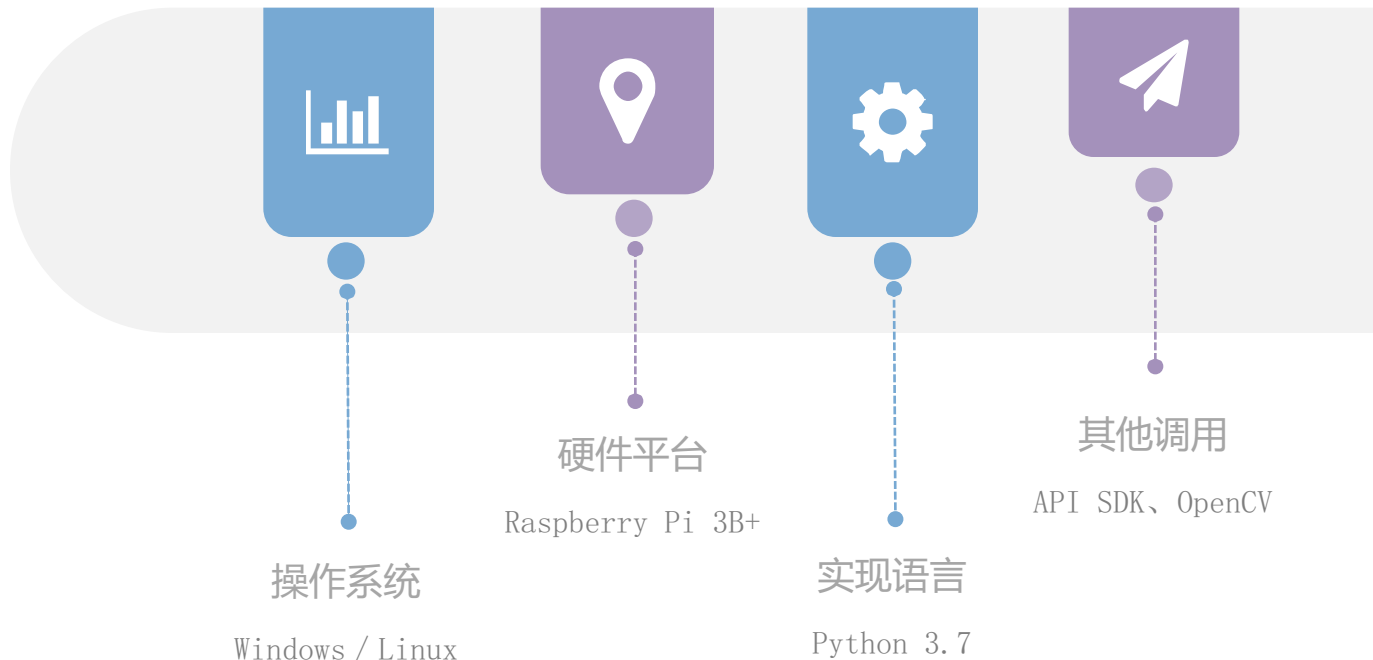 操作系统
Windows / Linux
硬件平台
Raspberry Pi 3B+
实现语言
Python 3.7
其他调用
API SDK、OpenCV